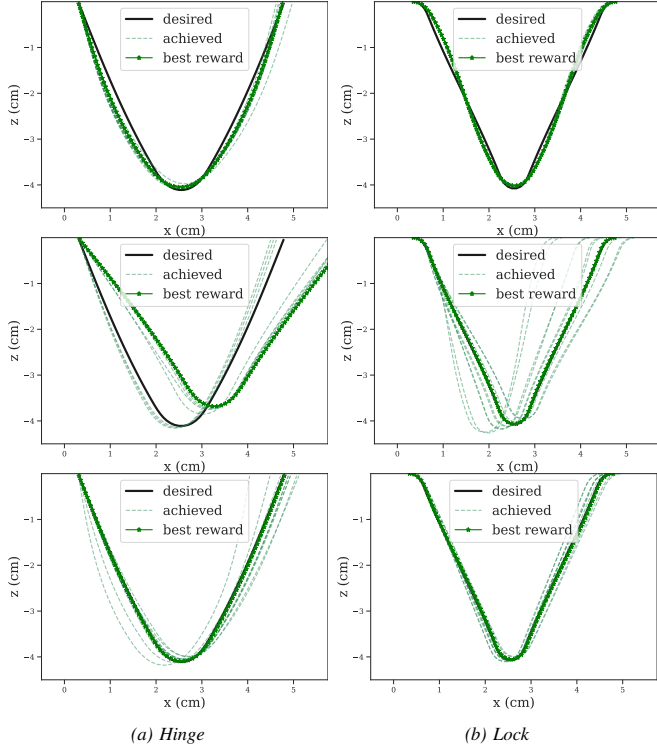 desired
achieved
best reward
z (cm)
−1
−2
−3
−4
0 1 2 3 4 5
x (cm)
desired
achieved
best reward
z (cm)
−1
−2
−3
−4
0 1 2 3 4 5
x (cm)
desired
achieved
best reward
z (cm)
−1
−2
−3
−4
0 1 2 3 4 5
x (cm)
desired
achieved
best reward
z (cm)
−1
−2
−3
−4
0 1 2 3 4 5
x (cm)
desired
achieved
best reward
z (cm)
−1
−2
−3
−4
0 1 2 3 4 5
x (cm)
desired
achieved
best reward
z (cm)
−1
−2
−3
−4
0 1 2 3 4 5
x (cm)
(a) Hinge
(b) Lock